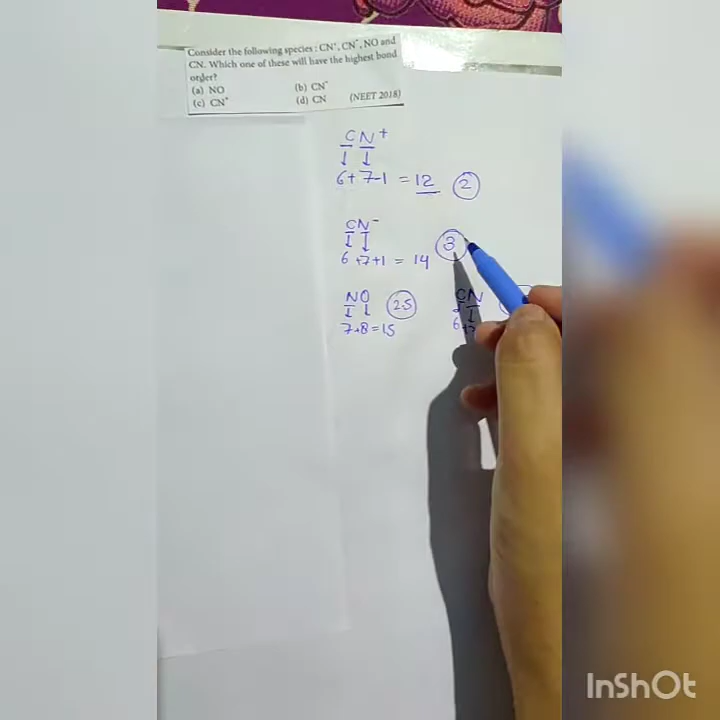 Consider the following species : CN⁺, CN⁻, NO and
CN. Which one of these will have the highest bond
order?
(a) NO (b) CN⁻
(c) CN⁺ (d) CN (NEET 2018)
CN+
↓ ↓
6+7-1 = 12 2
CN-
↓ ↓
6+7+1 = 14 3
NO 2.5 CN
↓ ↓ ↓ ↓
7+8=15 6+7
InShOt